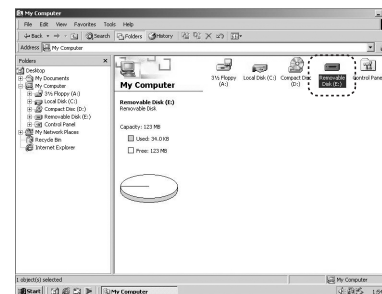 My Computer
File Edit View Favorites Tools Help
Back Search Folders History
Address My Computer
Folders
Desktop
My Documents
My Computer
3½ Floppy (A:)
Local Disk (C:)
Compact Disc (D:)
Removable Disk (E:)
Control Panel
My Network Places
Recycle Bin
Internet Explorer
My Computer
Removable Disk (E:)
Removable Disk
Capacity: 123 MB
Used: 34.0 KB
Free: 123 MB
3½ Floppy (A:)
Local Disk (C:)
Compact Disc (D:)
Removable Disk (E:)
Control Pane
1 object(s) selected
My Computer
Start
My Computer